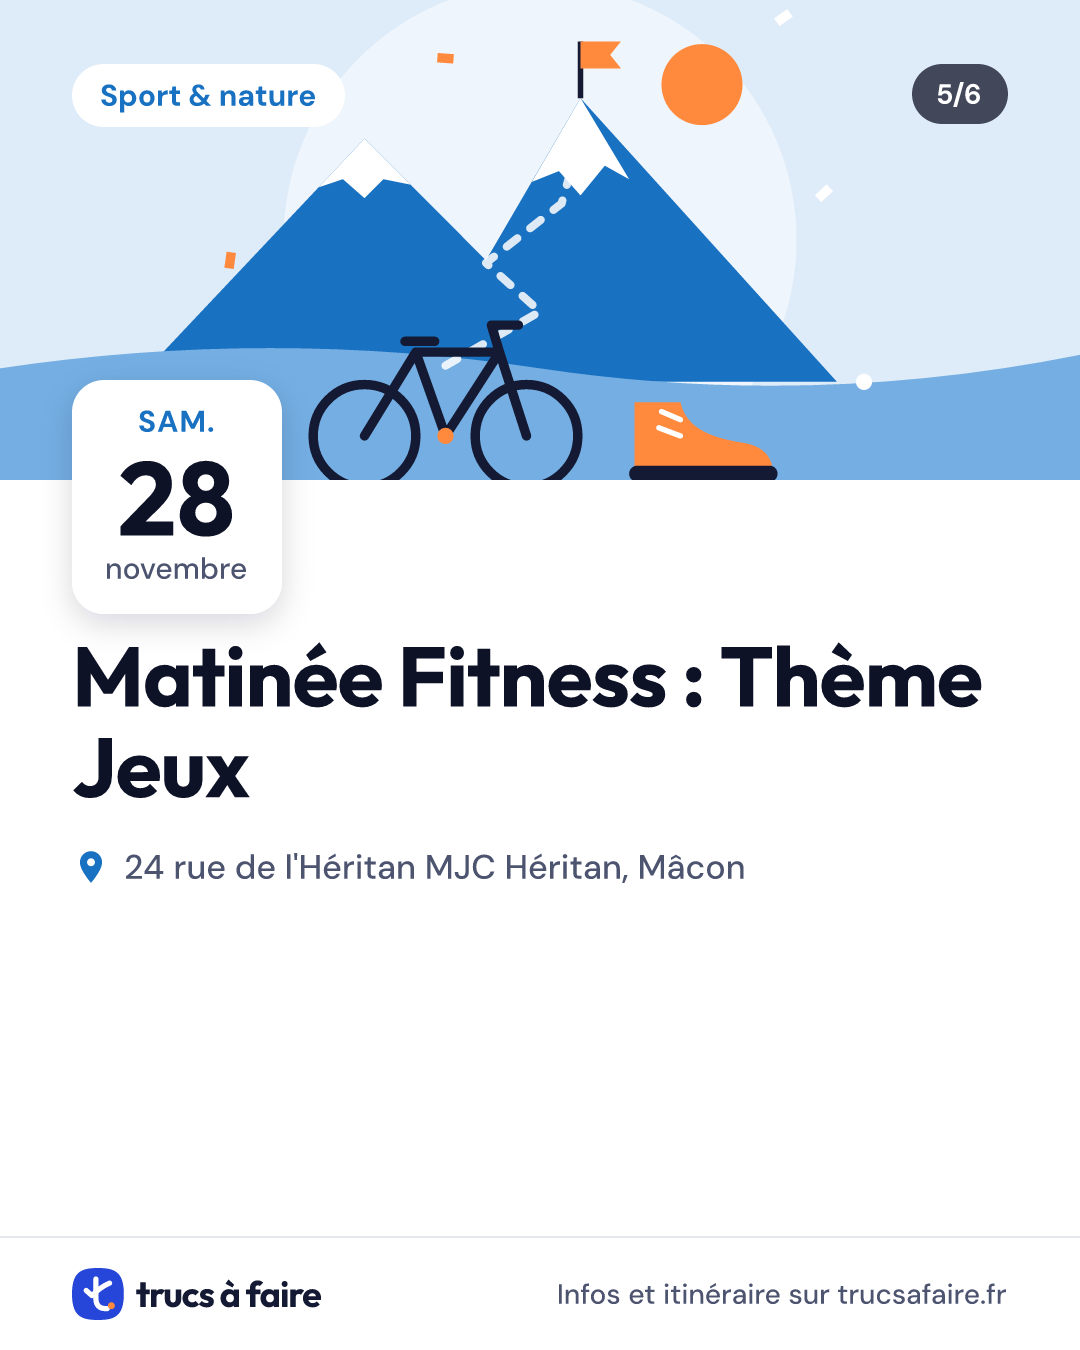 Sport & nature
5/6
SAM.
28
novembre
Matinée Fitness : Thème
Jeux
24 rue de l'Héritan MJC Héritan, Mâcon
trucs à faire
Infos et itinéraire sur trucsafaire.fr